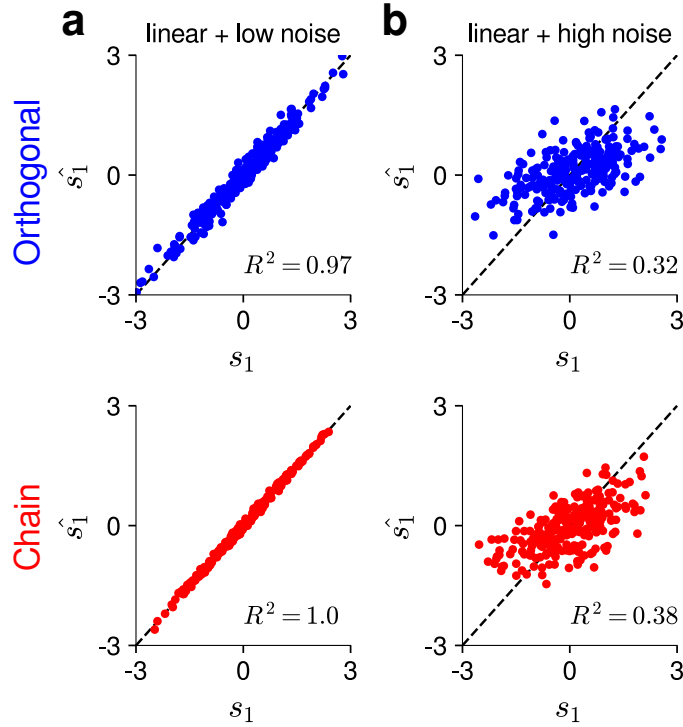 a
linear + low noise
b
linear + high noise
Orthogonal
3
0
-3
ŝ₁
R² = 0.97
-3 0 3
s₁
3
0
-3
ŝ₁
R² = 0.32
-3 0 3
s₁
Chain
3
0
-3
ŝ₁
R² = 1.0
-3 0 3
s₁
3
0
-3
ŝ₁
R² = 0.38
-3 0 3
s₁